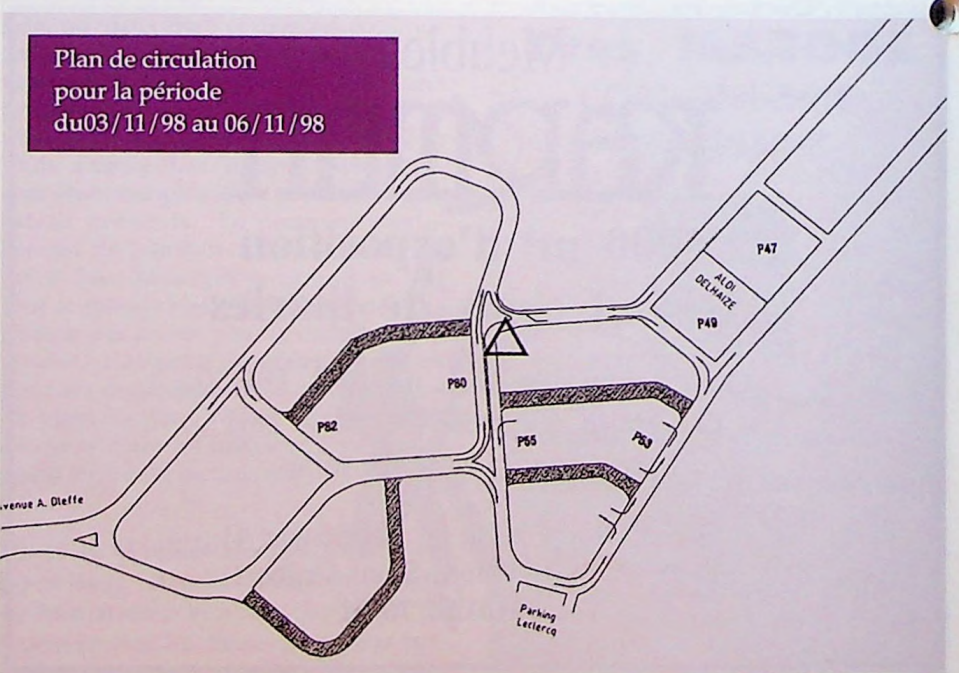 Plan de circulation
pour la période
du03/11/98 au 06/11/98
P47
ALDI
DELHAIZE
P49
P60
P62
P55
P53
venue A. Oleffe
Parking
Leclercq